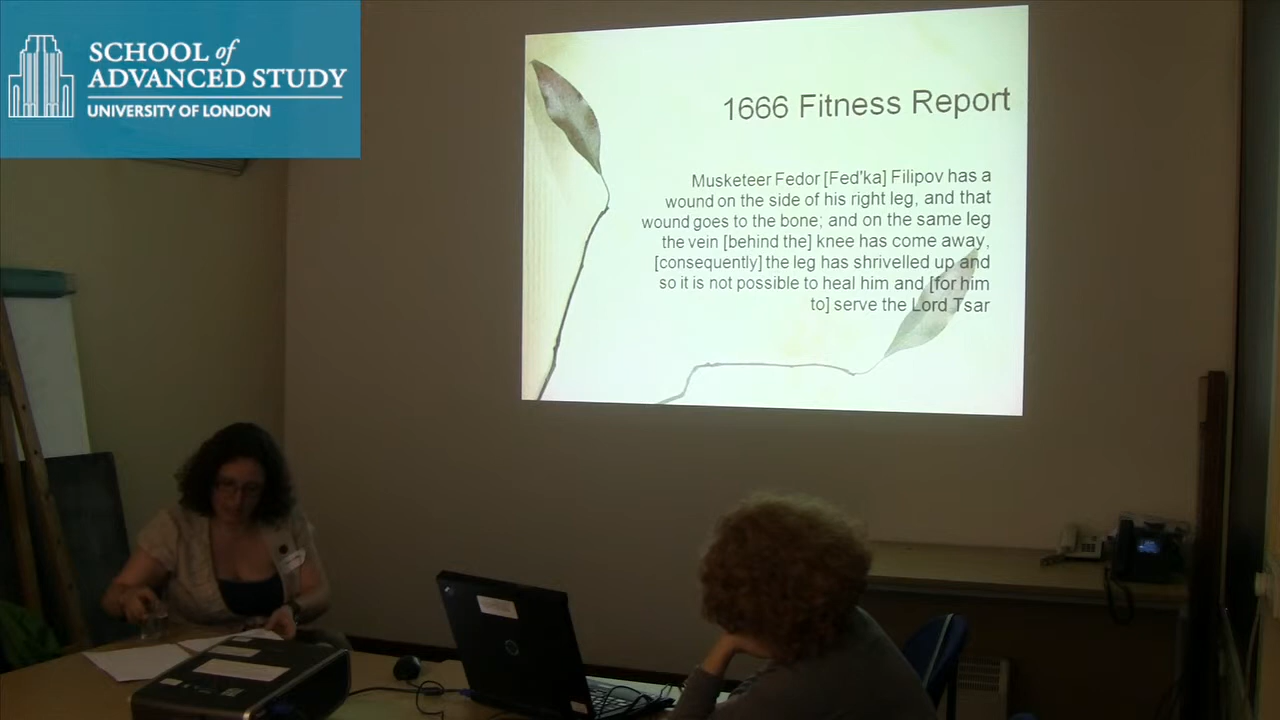 SCHOOL of
ADVANCED STUDY
UNIVERSITY OF LONDON
1666 Fitness Report
Musketeer Fedor [Fed'ka] Filipov has a
wound on the side of his right leg, and that
wound goes to the bone; and on the same leg
the vein [behind the] knee has come away,
[consequently] the leg has shrivelled up and
so it is not possible to heal him and [for him
to] serve the Lord Tsar